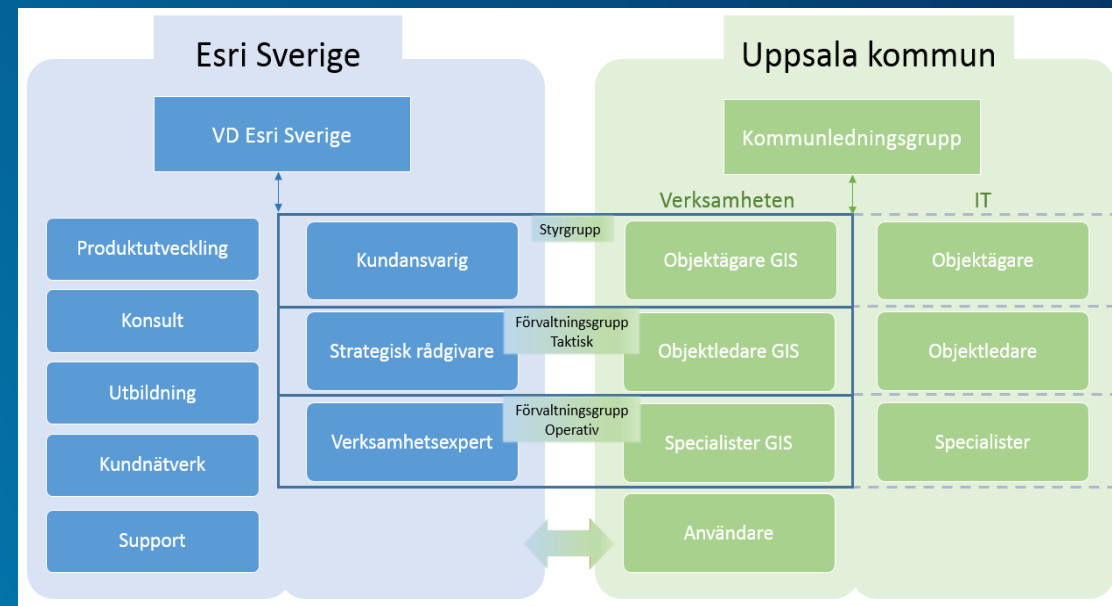 Esri Sverige
Uppsala kommun
VD Esri Sverige
Kommunledningsgrupp
Verksamheten
IT
Produktutveckling
Konsult
Utbildning
Kundnätverk
Support
Kundansvarig
Styrgrupp
Objektägare GIS
Objektägare
Strategisk rådgivare
Förvaltningsgrupp
Taktisk
Objektledare GIS
Objektledare
Verksamhetsexpert
Förvaltningsgrupp
Operativ
Specialister GIS
Specialister
Användare